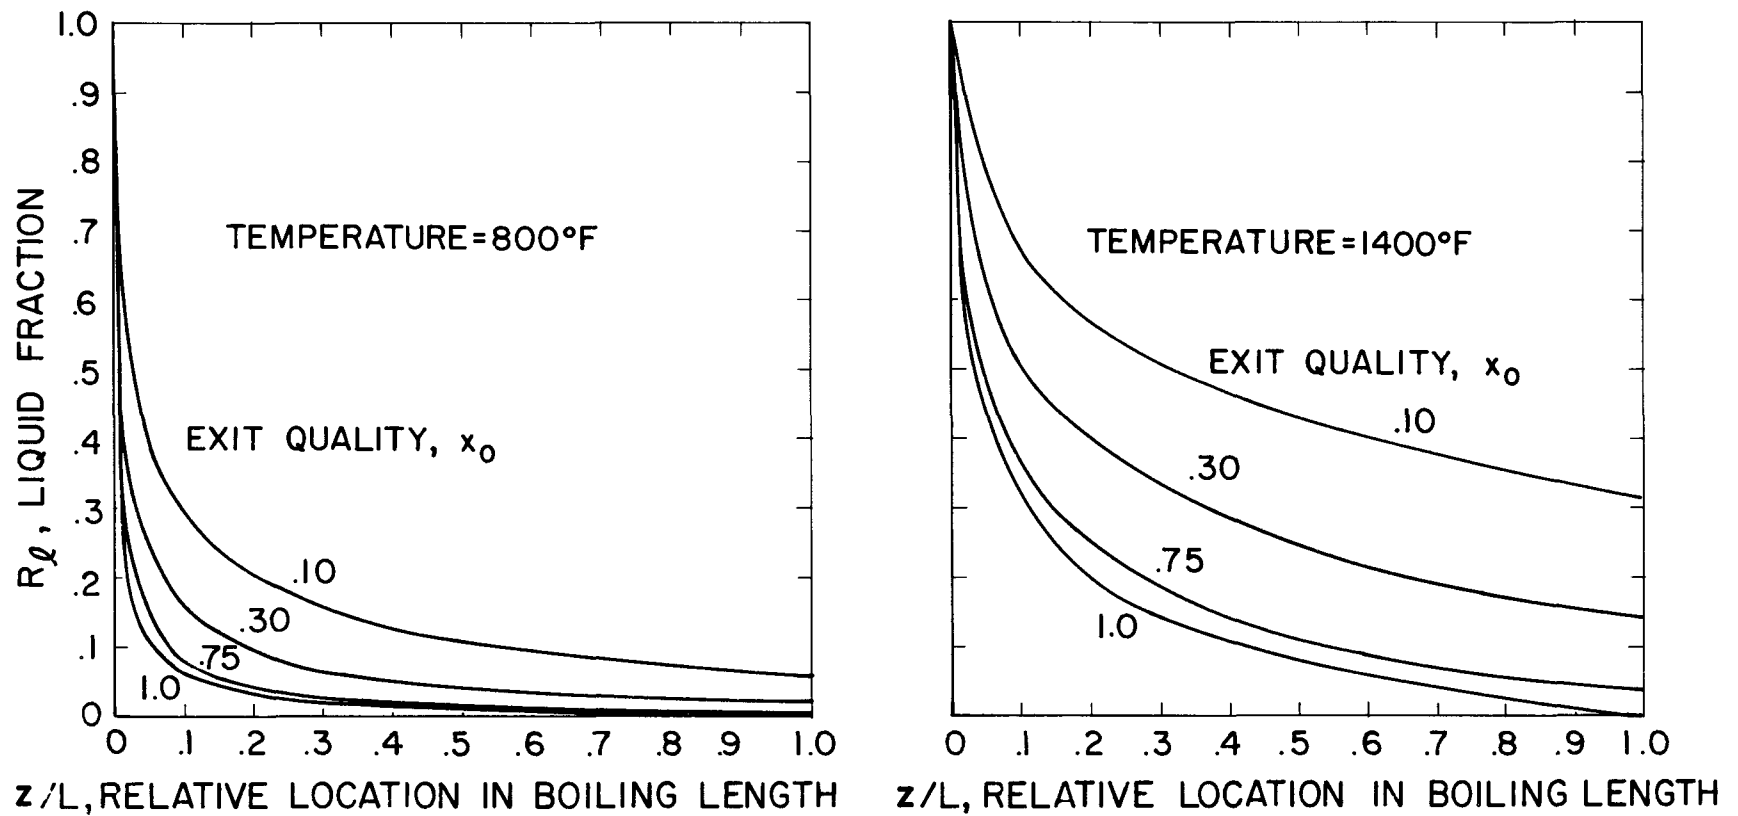 R𝓁, LIQUID FRACTION
1.0
.9
.8
.7
.6
.5
.4
.3
.2
.1
0
TEMPERATURE=800°F
EXIT QUALITY, x₀
.10
.30
.75
1.0
0 .1 .2 .3 .4 .5 .6 .7 .8 .9 1.0
z/L, RELATIVE LOCATION IN BOILING LENGTH
TEMPERATURE=1400°F
EXIT QUALITY, x₀
.10
.30
.75
1.0
0 .1 .2 .3 .4 .5 .6 .7 .8 .9 1.0
z/L, RELATIVE LOCATION IN BOILING LENGTH